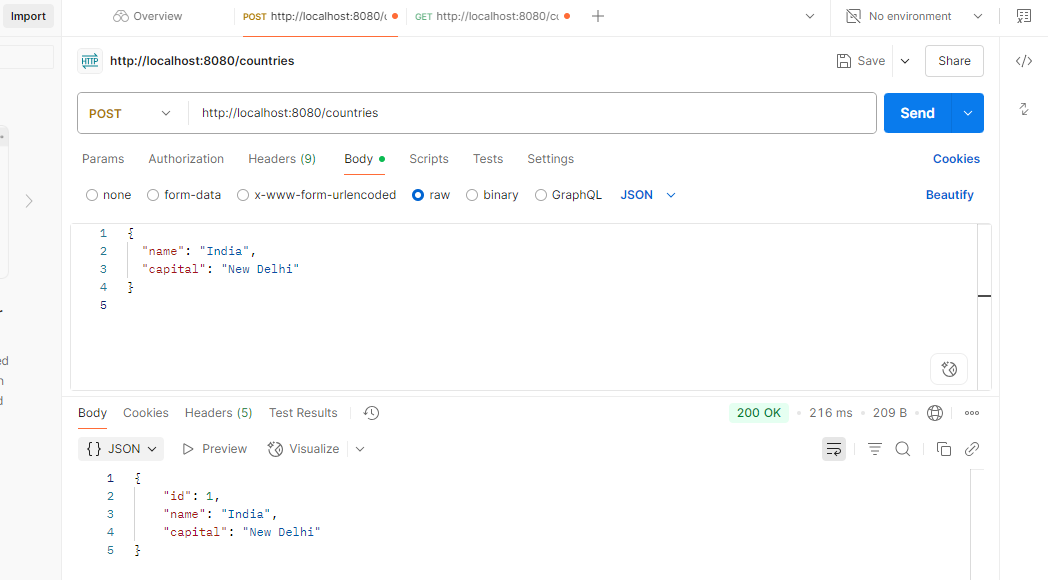 Import
Overview
POST http://localhost:8080/c
GET http://localhost:8080/cc
No environment
HTTP
http://localhost:8080/countries
Save
Share
POST
http://localhost:8080/countries
Send
Params Authorization Headers (9) Body Scripts Tests Settings Cookies
none form-data x-www-form-urlencoded raw binary GraphQL JSON Beautify
1 {
2 "name": "India",
3 "capital": "New Delhi"
4 }
5
Body Cookies Headers (5) Test Results 200 OK 216 ms 209 B
{} JSON Preview Visualize
1 {
2 "id": 1,
3 "name": "India",
4 "capital": "New Delhi"
5 }